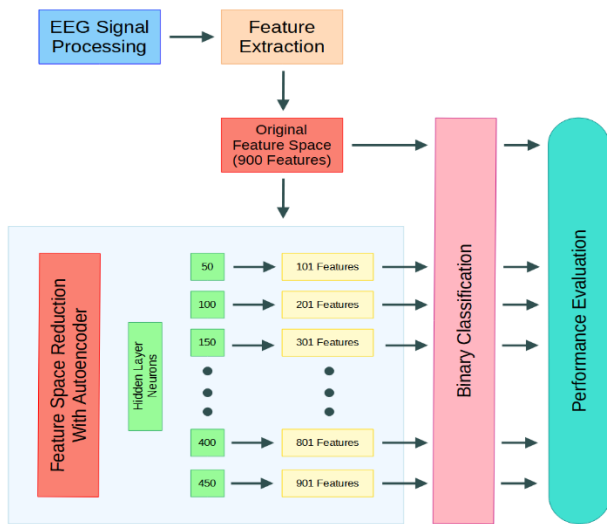 EEG Signal
Processing
Feature
Extraction
Original
Feature Space
(900 Features)
Feature Space Reduction
With Autoencoder
Hidden Layer
Neurons
50
101 Features
100
201 Features
150
301 Features
400
801 Features
450
901 Features
Binary Classification
Performance Evaluation